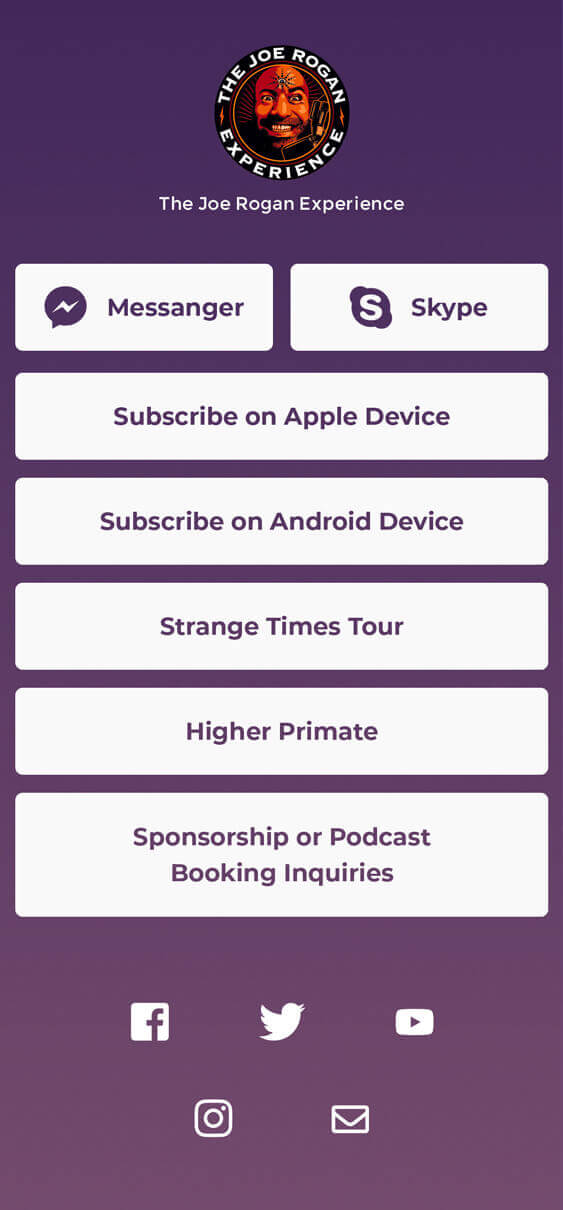 THE JOE ROGAN
EXPERIENCE
The Joe Rogan Experience
Messanger
Skype
Subscribe on Apple Device
Subscribe on Android Device
Strange Times Tour
Higher Primate
Sponsorship or Podcast
Booking Inquiries